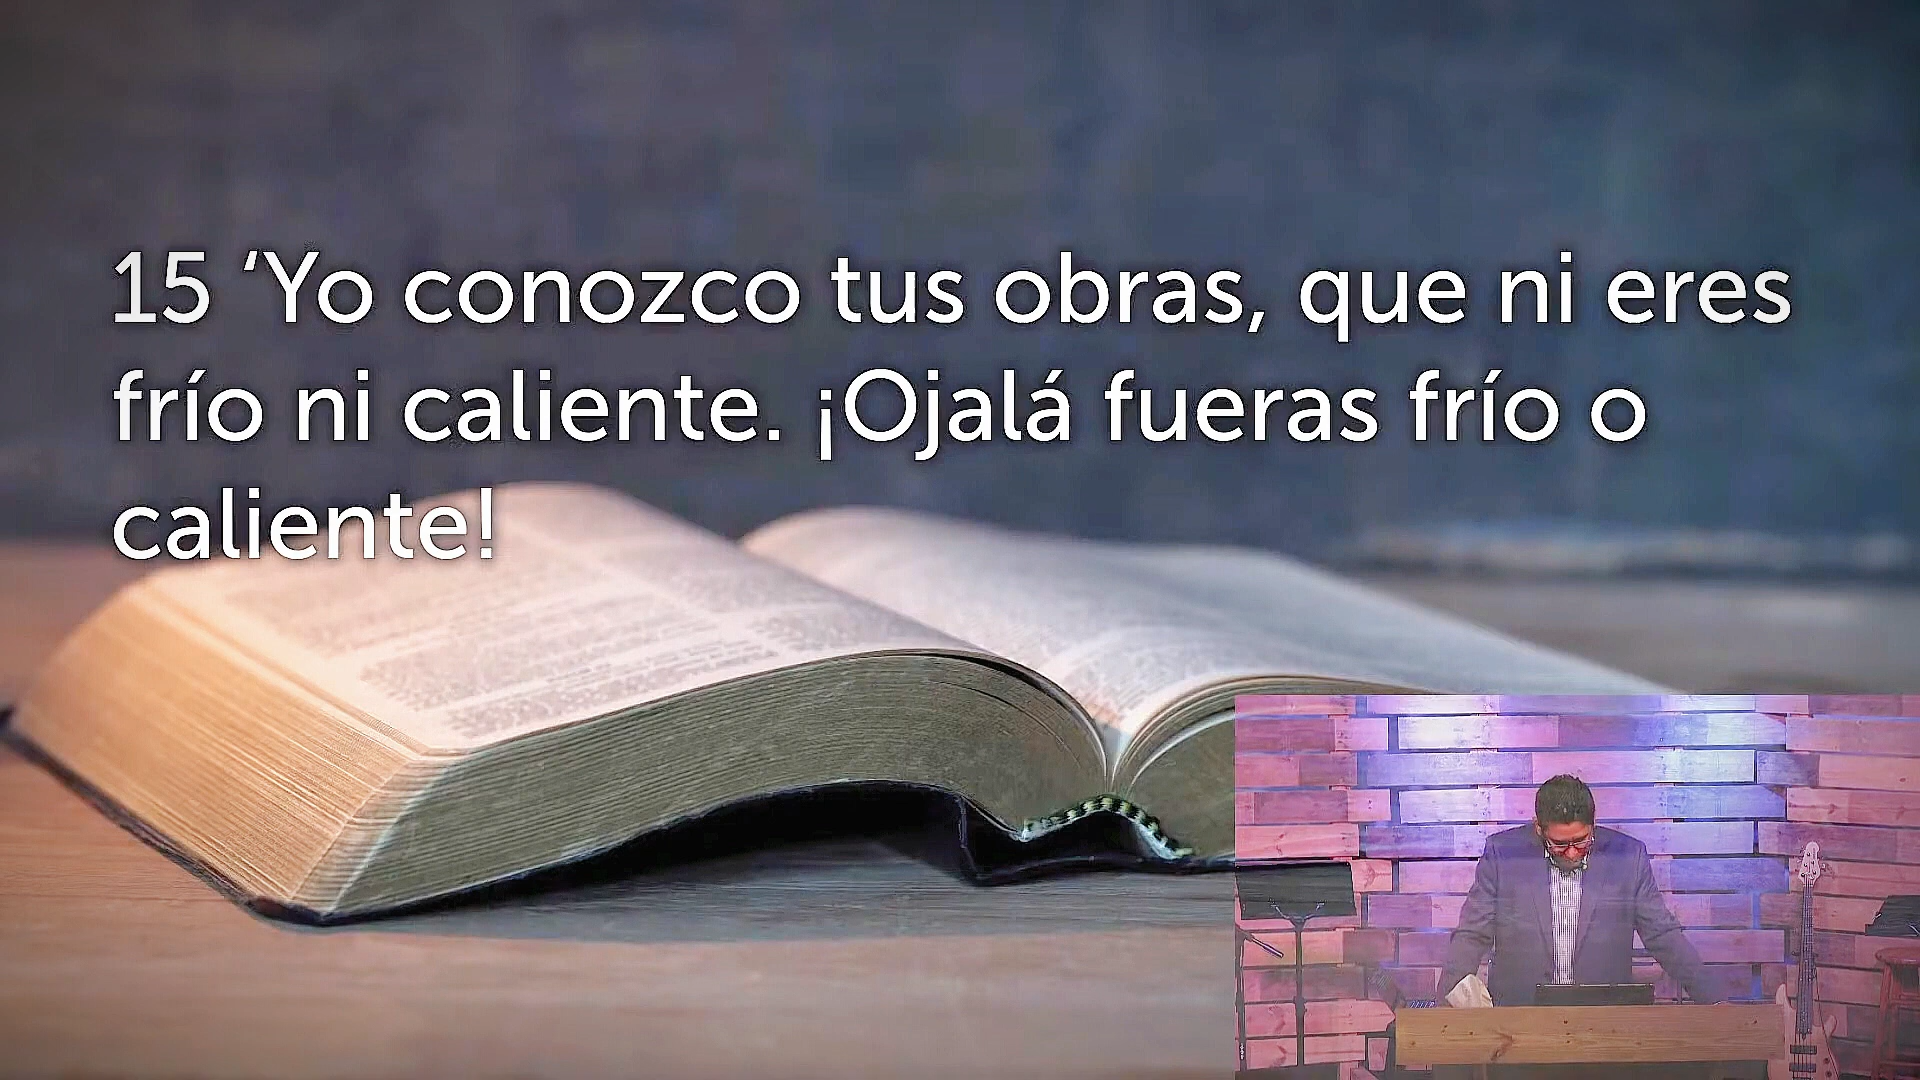 15 ‘Yo conozco tus obras, que ni eres
frío ni caliente. ¡Ojalá fueras frío o
caliente!